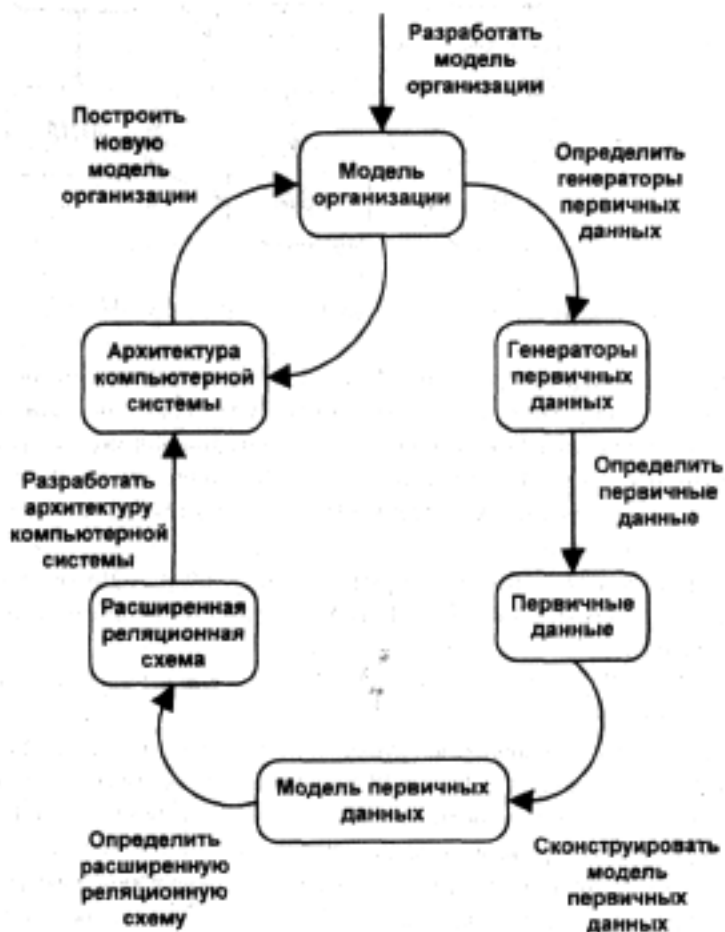 Разработать
модель
организации
Построить
новую
модель
организации
Модель
организации
Определить
генераторы
первичных
данных
Архитектура
компьютерной
системы
Генераторы
первичных
данных
Разработать
архитектуру
компьютерной
системы
Определить
первичные
данные
Расширенная
реляционная
схема
Первичные
данные
Модель первичных
данных
Определить
расширенную
реляционную
схему
Сконструировать
модель
первичных
данных